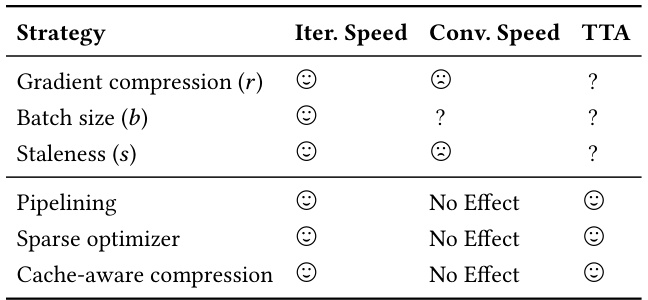 Strategy Iter. Speed Conv. Speed TTA
Gradient compression (r) ☺ ☹ ?
Batch size (b) ☺ ? ?
Staleness (s) ☺ ☹ ?
Pipelining ☺ No Effect ☺
Sparse optimizer ☺ No Effect ☺
Cache-aware compression ☺ No Effect ☺